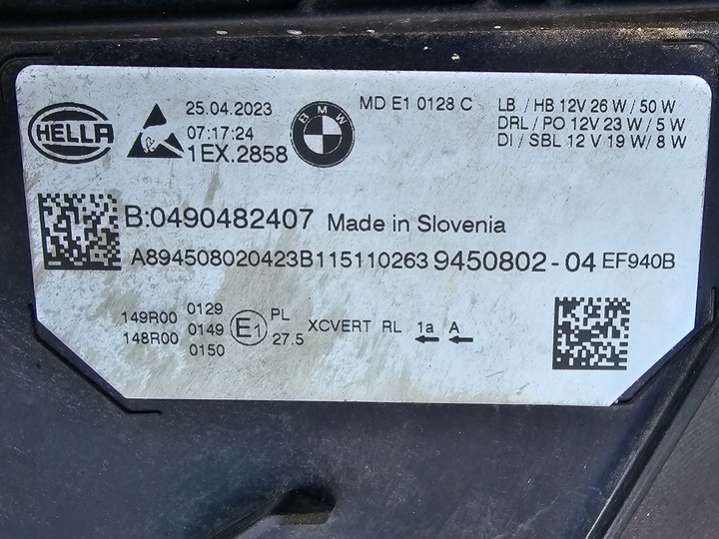 HELLA
25.04.2023
07:17:24
1EX.2858
BMW
MD E1 0128 C
LB / HB 12V 26 W / 50 W
DRL / PO 12V 23 W / 5 W
DI / SBL 12 V 19 W/ 8 W
B:0490482407 Made in Slovenia
A894508020423B115110263 9450802-04 EF940B
149R00 0129
148R00 0149
0150
E1
PL
27.5
XCVERT RL 1a A